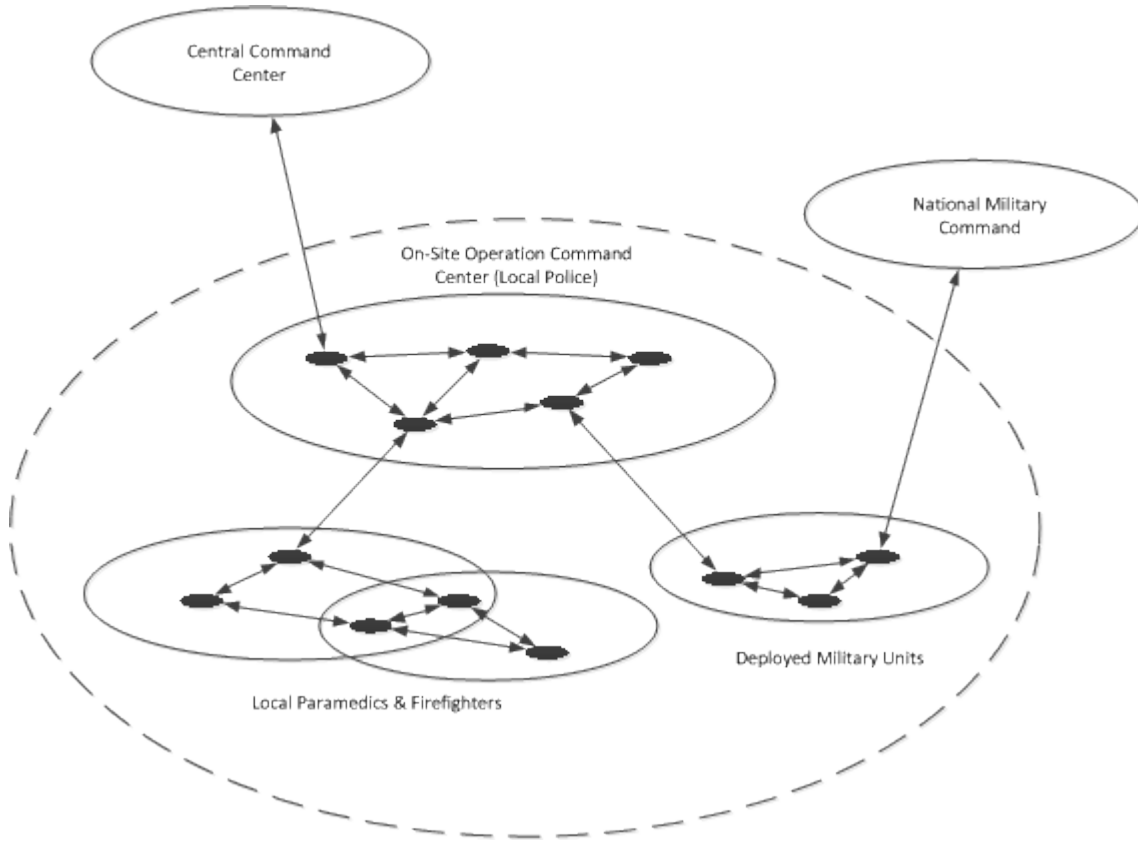 Central Command
Center
National Military
Command
On-Site Operation Command
Center (Local Police)
Deployed Military Units
Local Paramedics & Firefighters